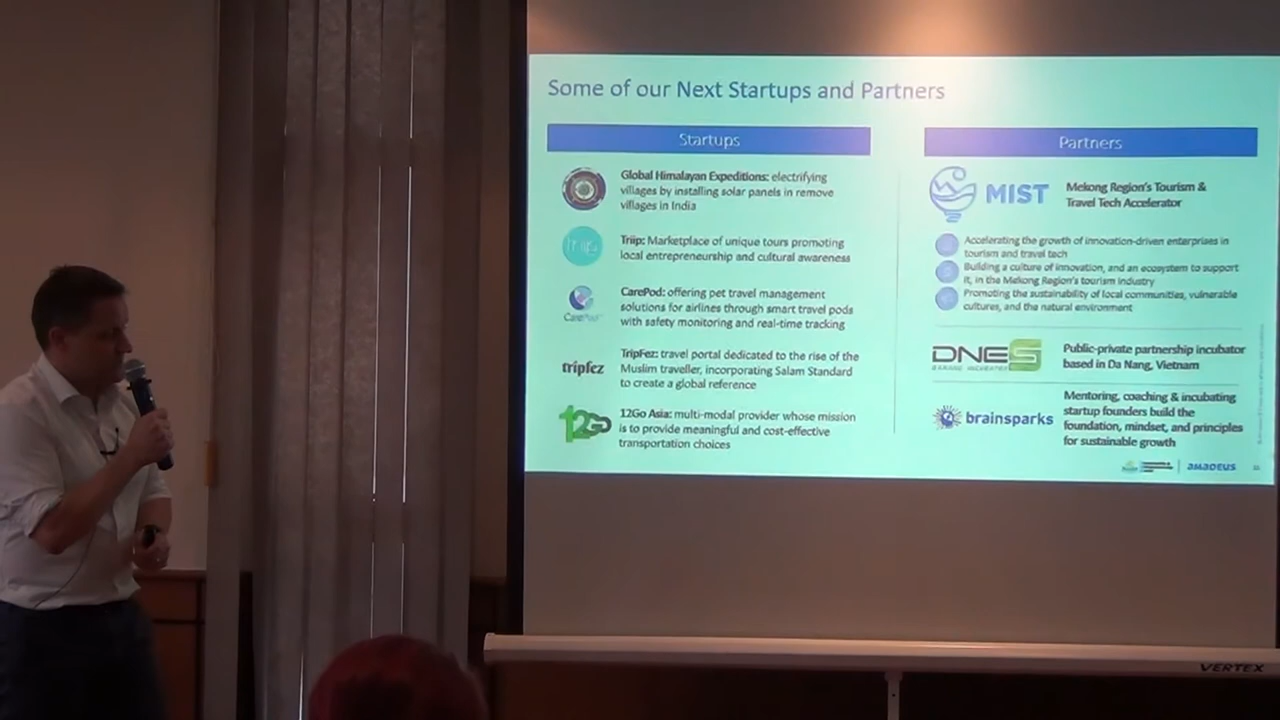 Some of our Next Startups and Partners
Startups
Global Himalayan Expeditions: electrifying
villages by installing solar panels in remove
villages in India
Triip: Marketplace of unique tours promoting
local entrepreneurship and cultural awareness
CarePod
CarePod: offering pet travel management
solutions for airlines through smart travel pods
with safety monitoring and real-time tracking
tripfez
TripFez: travel portal dedicated to the rise of the
Muslim traveller, incorporating Salam Standard
to create a global reference
12Go
12Go Asia: multi-modal provider whose mission
is to provide meaningful and cost-effective
transportation choices
Partners
MIST
Mekong Region's Tourism &
Travel Tech Accelerator
Accelerating the growth of innovation-driven enterprises in
tourism and travel tech
Building a culture of innovation, and an ecosystem to support
it, in the Mekong Region's tourism industry
Promoting the sustainability of local communities, vulnerable
cultures, and the natural environment
DNES
Public-private partnership incubator
based in Da Nang, Vietnam
brainsparks
Mentoring, coaching & incubating
startup founders build the
foundation, mindset, and principles
for sustainable growth
amadeus
VERTEX